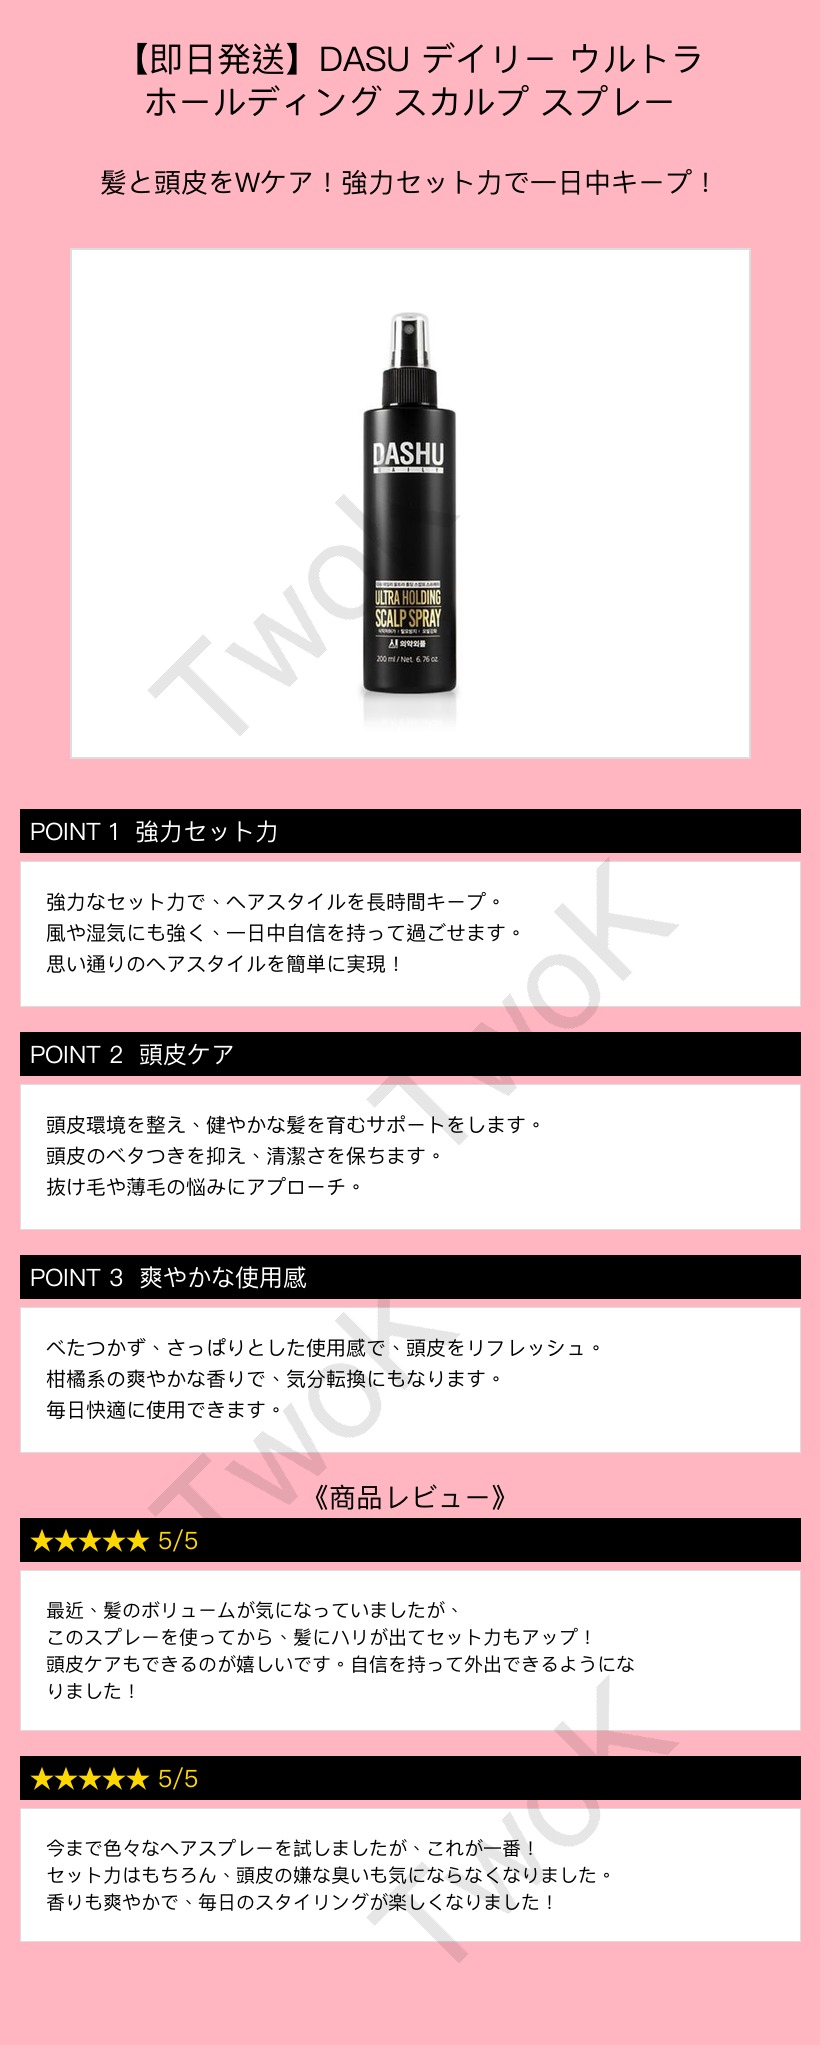 【即日発送】DASU デイリー ウルトラ
ホールディング スカルプ スプレー
髪と頭皮をWケア！強力セット力で一日中キープ！
DASHU
DAILY
ULTRA HOLDING
SCALP SPRAY
식약처허가 • 탈모방지 • 모발강화
의약외품
200 ml / Net. 6.76 oz
TwoK
POINT 1 強力セット力
強力なセット力で、ヘアスタイルを長時間キープ。
風や湿気にも強く、一日中自信を持って過ごせます。
思い通りのヘアスタイルを簡単に実現！
TwoK
POINT 2 頭皮ケア
頭皮環境を整え、健やかな髪を育むサポートをします。
頭皮のベタつきを抑え、清潔さを保ちます。
抜け毛や薄毛の悩みにアプローチ。
POINT 3 爽やかな使用感
べたつかず、さっぱりとした使用感で、頭皮をリフレッシュ。
柑橘系の爽やかな香りで、気分転換にもなります。
毎日快適に使用できます。
TwoK
《商品レビュー》
★★★★★ 5/5
最近、髪のボリュームが気になっていましたが、
このスプレーを使ってから、髪にハリが出てセット力もアップ！
頭皮ケアもできるのが嬉しいです。自信を持って外出できるようにな
りました！
★★★★★ 5/5
今まで色々なヘアスプレーを試しましたが、これが一番！
セット力はもちろん、頭皮の嫌な臭いも気にならなくなりました。
香りも爽やかで、毎日のスタイリングが楽しくなりました！
TwoK